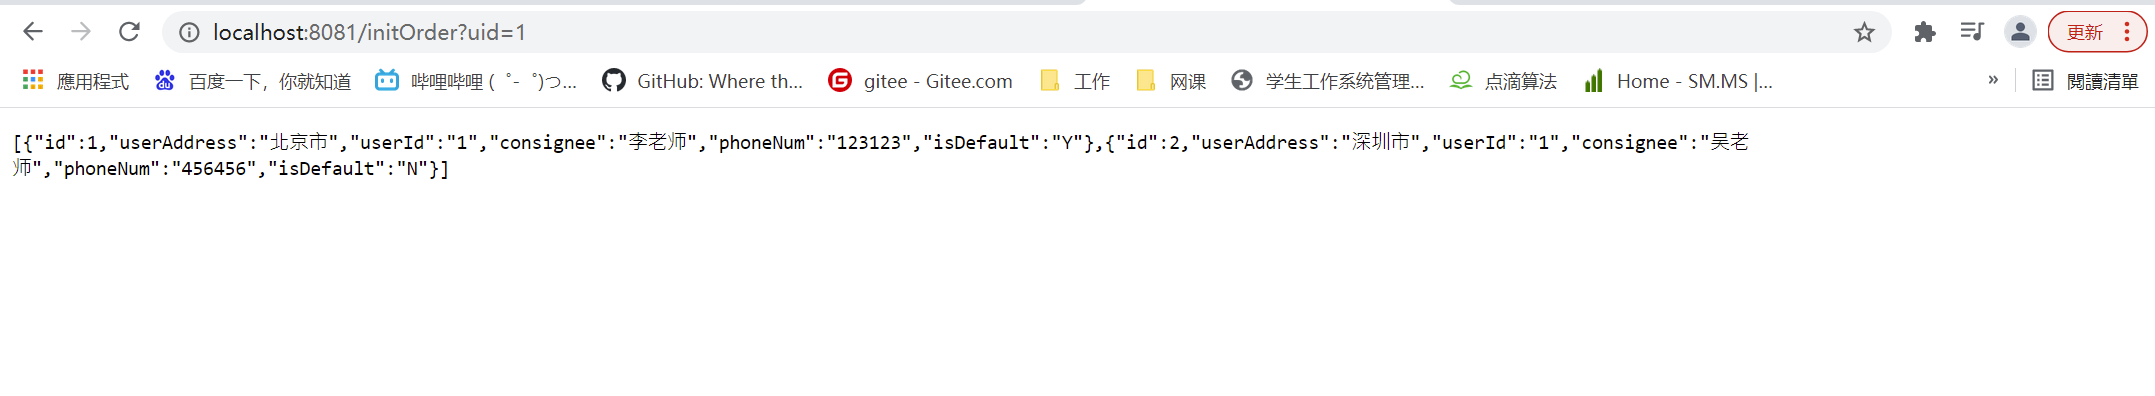 localhost:8081/initOrder?uid=1
更新
應用程式 百度一下，你就知道 哔哩哔哩 (゜-゜)つ... GitHub: Where th... gitee - Gitee.com 工作 网课 学生工作系统管理... 点滴算法 Home - SM.MS |... » 閱讀清單
[{"id":1,"userAddress":"北京市","userId":"1","consignee":"李老师","phoneNum":"123123","isDefault":"Y"},{"id":2,"userAddress":"深圳市","userId":"1","consignee":"吴老
师","phoneNum":"456456","isDefault":"N"}]